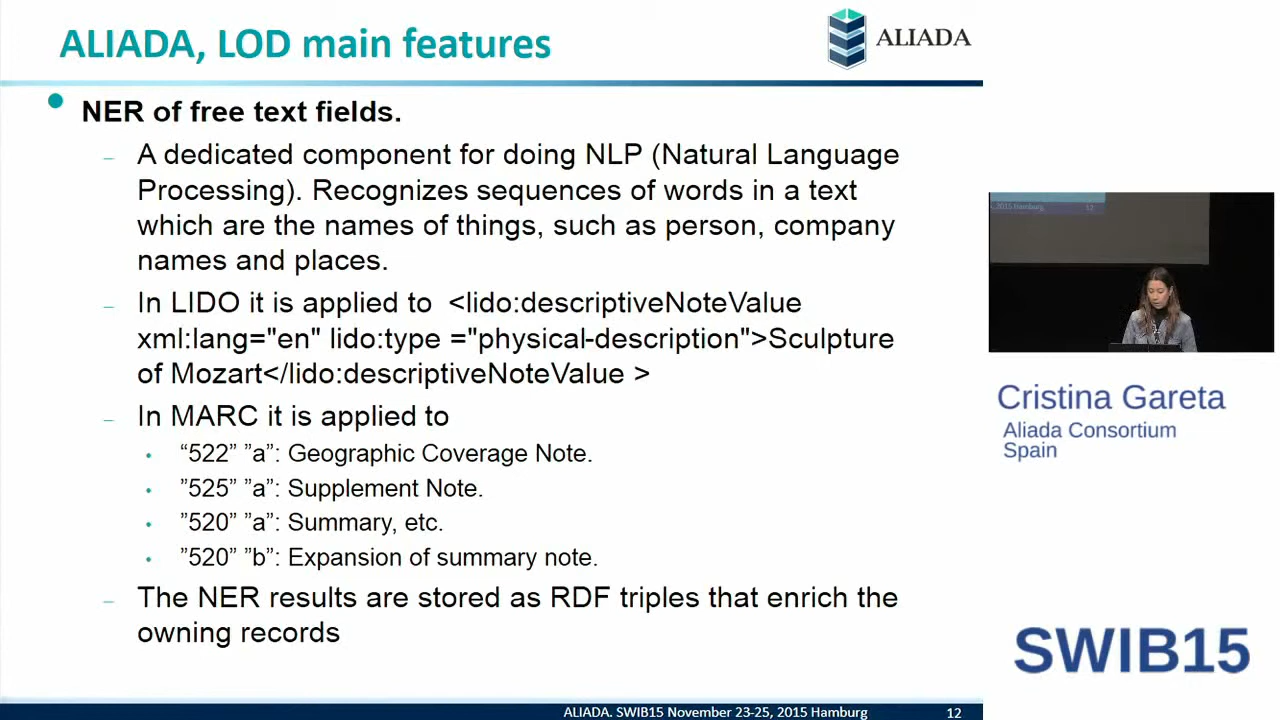 ALIADA, LOD main features
ALIADA
• NER of free text fields.
– A dedicated component for doing NLP (Natural Language
Processing). Recognizes sequences of words in a text
which are the names of things, such as person, company
names and places.
– In LIDO it is applied to <lido:descriptiveNoteValue
xml:lang="en" lido:type ="physical-description">Sculpture
of Mozart</lido:descriptiveNoteValue >
– In MARC it is applied to
• “522” ”a”: Geographic Coverage Note.
• ”525” ”a”: Supplement Note.
• ”520” ”a”: Summary, etc.
• ”520” ”b”: Expansion of summary note.
– The NER results are stored as RDF triples that enrich the
owning records
ALIADA. SWIB15 November 23-25, 2015 Hamburg 12
2015 Hamburg 12
Cristina Gareta
Aliada Consortium
Spain
SWIB15